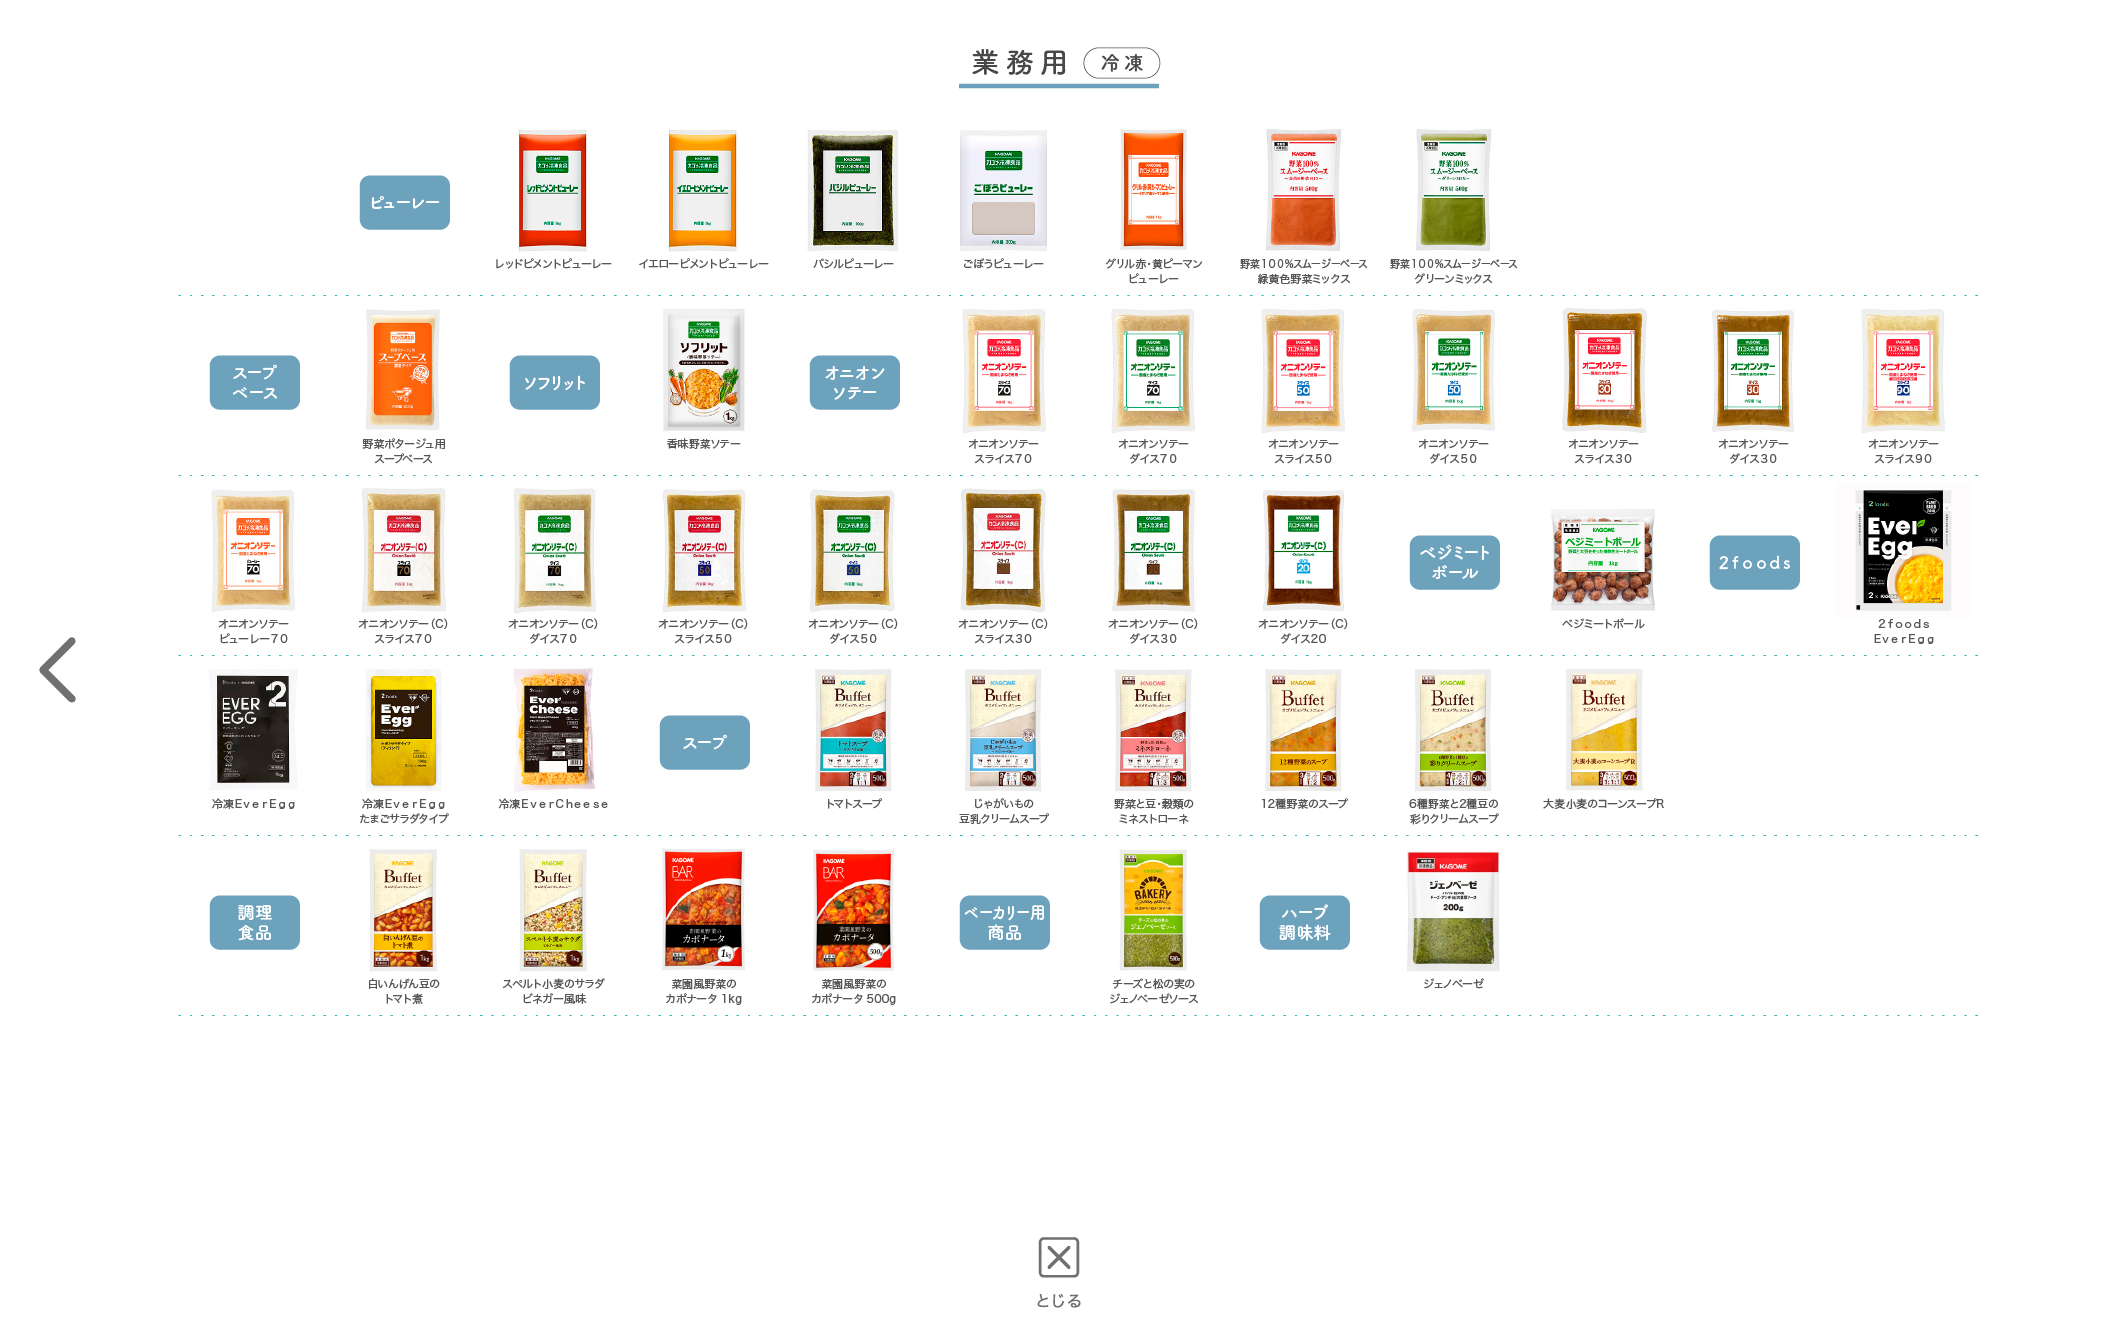 業務用 冷凍
ピューレー
レッドピメントピューレー
イエローピメントピューレー
バジルピューレー
ごぼうピューレー
グリル赤・黄ピーマン
ピューレー
野菜100%スムージーベース
緑黄色野菜ミックス
野菜100%スムージーベース
グリーンミックス
スープ
ベース
野菜ポタージュ用
スープベース
ソフリット
香味野菜ソテー
オニオン
ソテー
オニオンソテー
スライス70
オニオンソテー
ダイス70
オニオンソテー
スライス50
オニオンソテー
ダイス50
オニオンソテー
スライス30
オニオンソテー
ダイス30
オニオンソテー
スライス90
オニオンソテー
ピューレー70
オニオンソテー(C)
スライス70
オニオンソテー(C)
ダイス70
オニオンソテー(C)
スライス50
オニオンソテー(C)
ダイス50
オニオンソテー(C)
スライス30
オニオンソテー(C)
ダイス30
オニオンソテー(C)
ダイス20
ベジミート
ボール
ベジミートボール
2foods
2foods
EverEgg
冷凍EverEgg
冷凍EverEgg
たまごサラダタイプ
冷凍EverCheese
スープ
トマトスープ
じゃがいもの
豆乳クリームスープ
野菜と豆・穀類の
ミネストローネ
12種野菜のスープ
6種野菜と2種豆の
彩りクリームスープ
大麦小麦のコーンスープR
調理
食品
白いんげん豆の
トマト煮
スペルト小麦のサラダ
ビネガー風味
菜園風野菜の
カポナータ 1kg
菜園風野菜の
カポナータ 500g
ベーカリー用
商品
チーズと松の実の
ジェノベーゼソース
ハーブ
調味料
ジェノベーゼ
とじる